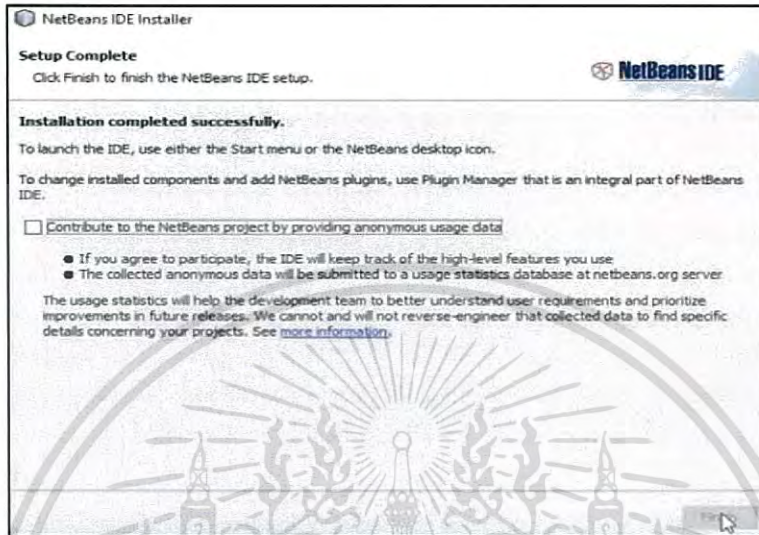 NetBeans IDE Installer
Setup Complete
Click Finish to finish the NetBeans IDE setup.
NetBeans IDE
Installation completed successfully.
To launch the IDE, use either the Start menu or the NetBeans desktop icon.
To change installed components and add NetBeans plugins, use Plugin Manager that is an integral part of NetBeans
IDE.
Contribute to the NetBeans project by providing anonymous usage data
If you agree to participate, the IDE will keep track of the high-level features you use
The collected anonymous data will be submitted to a usage statistics database at netbeans.org server
The usage statistics will help the development team to better understand user requirements and prioritize
improvements in future releases. We cannot and will not reverse-engineer that collected data to find specific
details concerning your projects. See more information.